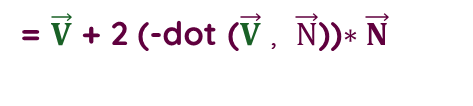 = V⃗ + 2 (-dot (V⃗ , N⃗))* N⃗